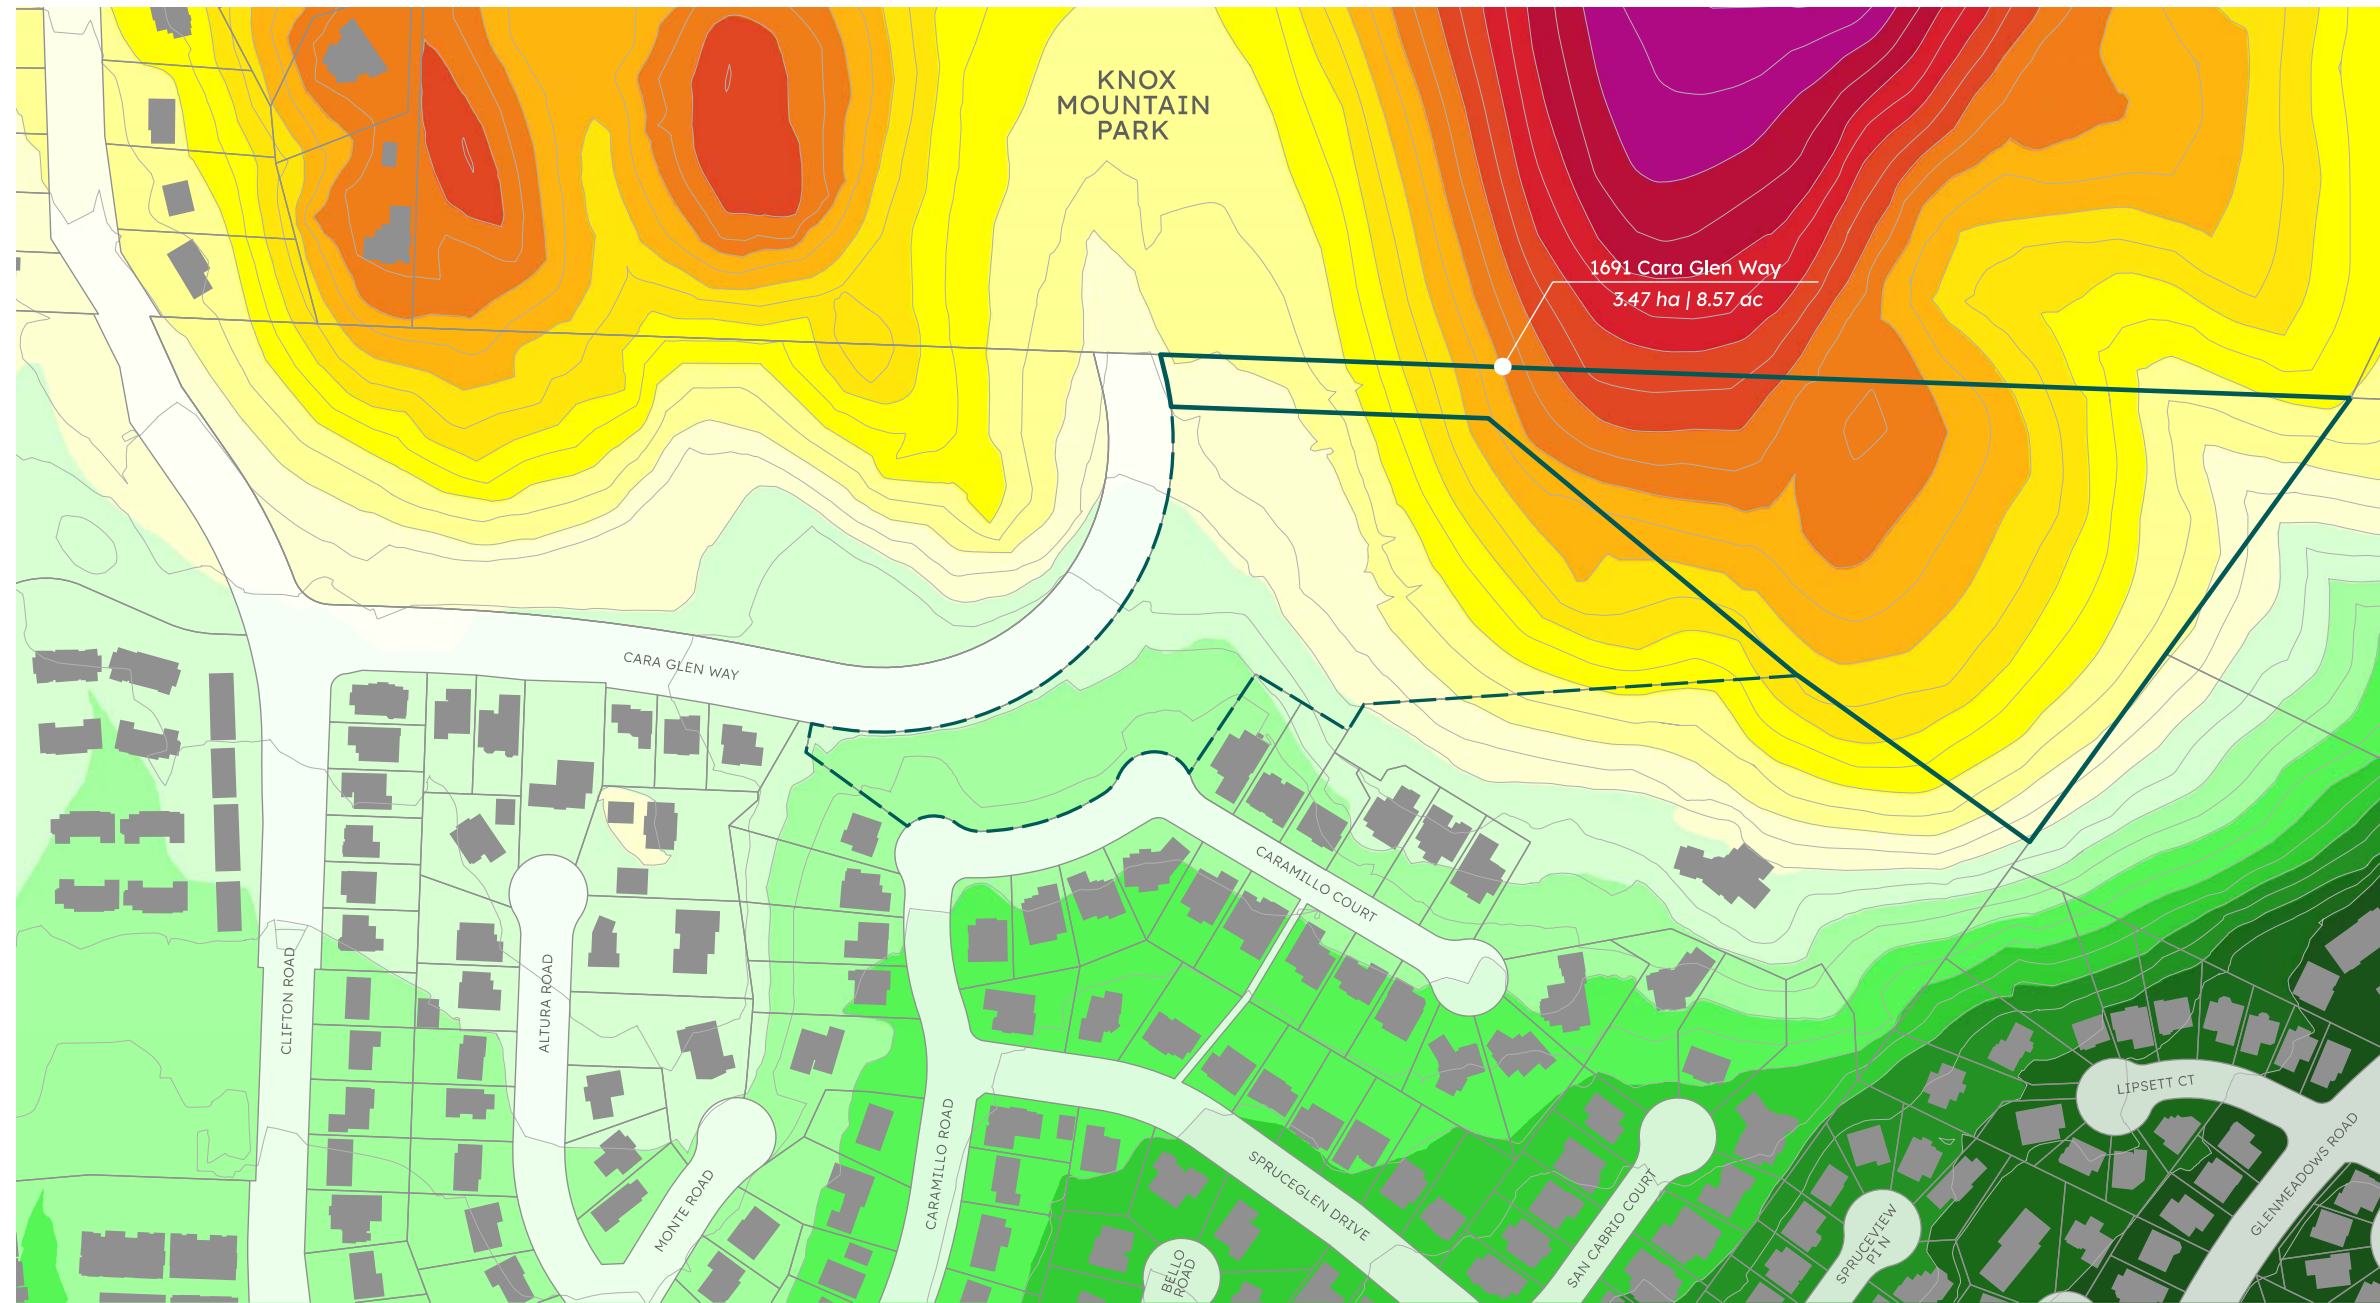 KNOX
MOUNTAIN
PARK
1691 Cara Glen Way
3.47 ha | 8.57 ac
CARA GLEN WAY
CLIFTON ROAD
ALTURA ROAD
MONTE ROAD
CARAMILLO ROAD
CARAMILLO COURT
SPRUCEGLEN DRIVE
BELLO
ROAD
SAN CABRIO COURT
SPRUCEVIEW
Pl N
LIPSETT CT
GLENMEADOWS ROAD